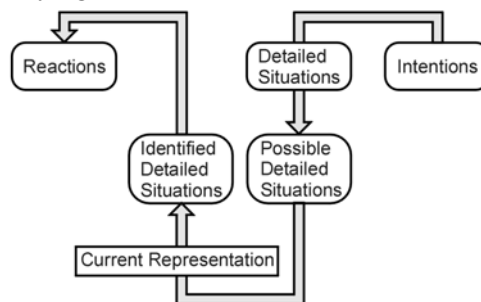 Reactions
Detailed
Situations
Intentions
Identified
Detailed
Situations
Possible
Detailed
Situations
Current Representation